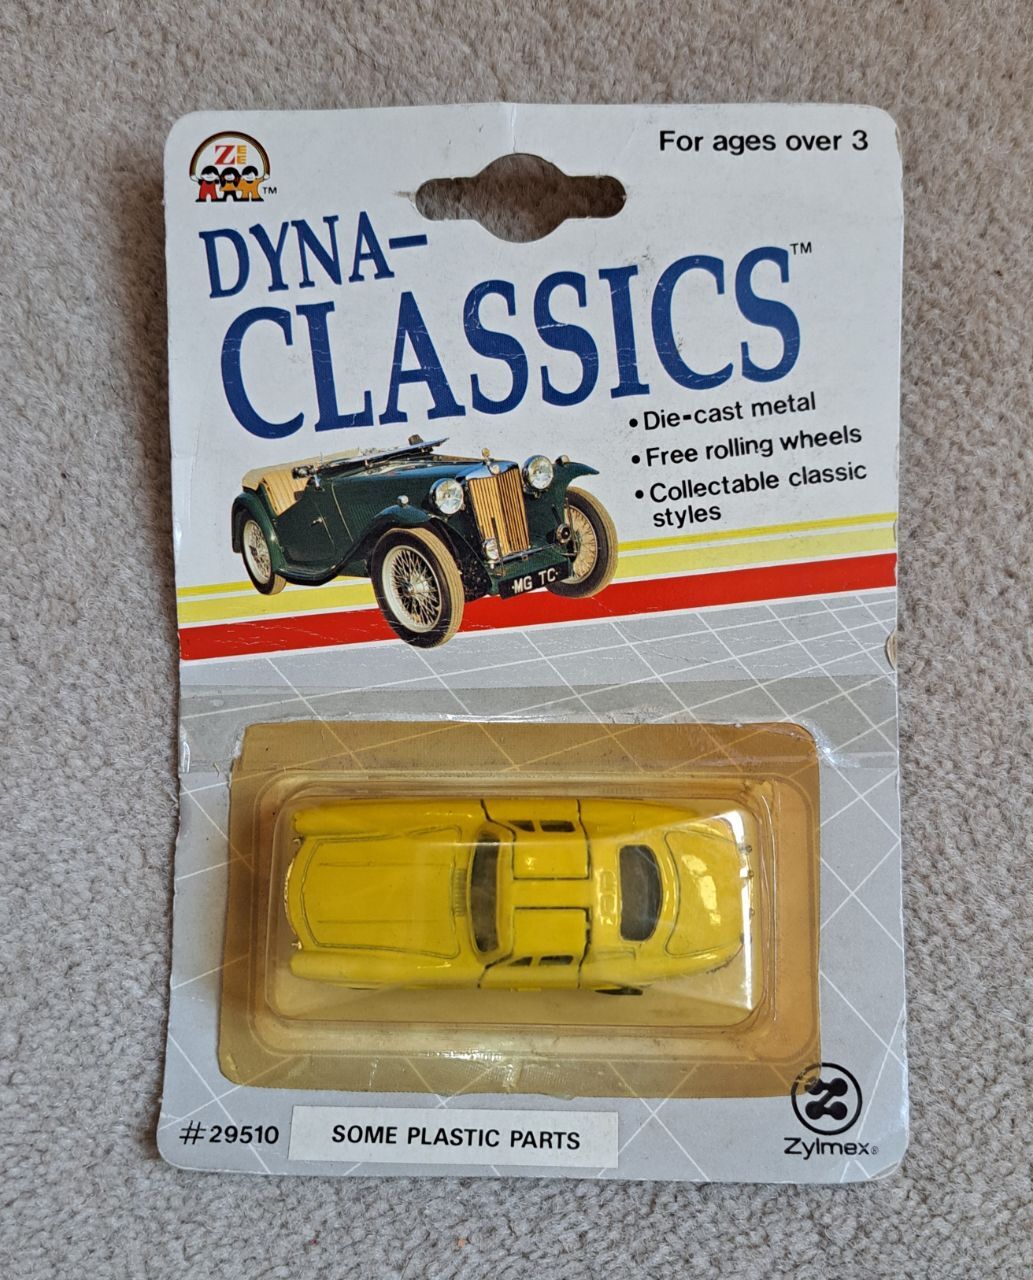 ZEE
TM
For ages over 3
DYNA-
CLASSICS™
• Die-cast metal
• Free rolling wheels
• Collectable classic
styles
MG TC
#29510
SOME PLASTIC PARTS
Zylmex®